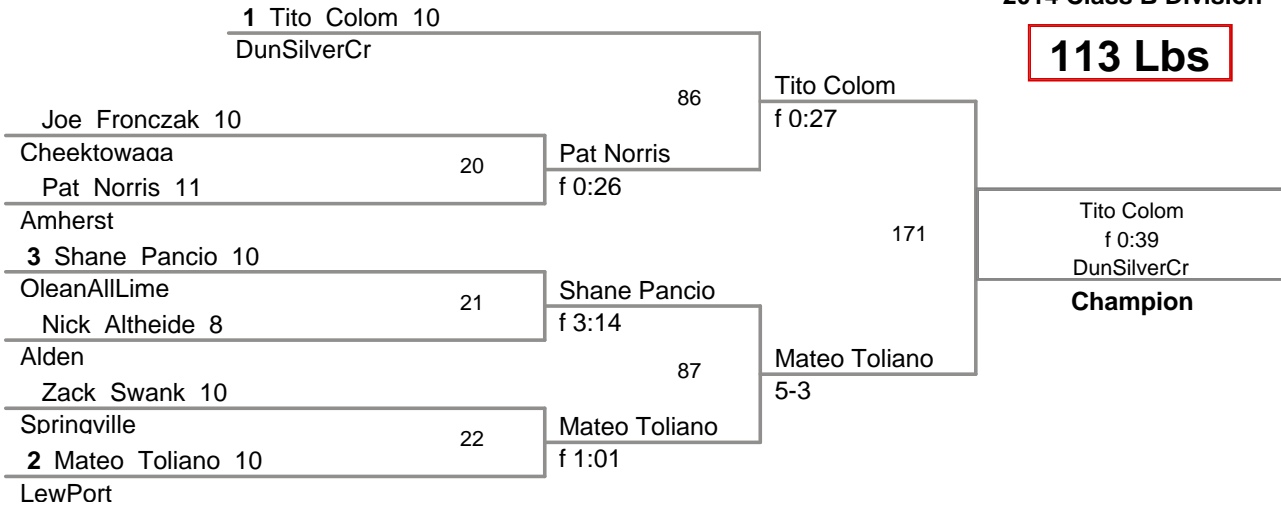 2014 Class B Division
113 Lbs
1 Tito Colom 10
DunSilverCr
Joe Fronczak 10
Cheektowaga
Pat Norris 11
Amherst
3 Shane Pancio 10
OleanAllLime
Nick Altheide 8
Alden
Zack Swank 10
Springville
2 Mateo Toliano 10
LewPort
20
21
22
Pat Norris
f 0:26
Shane Pancio
f 3:14
Mateo Toliano
f 1:01
86
87
Tito Colom
f 0:27
Mateo Toliano
5-3
171
Tito Colom
f 0:39
DunSilverCr
Champion